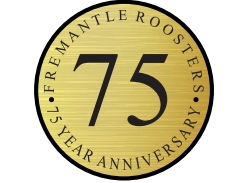 FREMANTLE ROOSTERS
75
• 75 YEAR ANNIVERSARY •